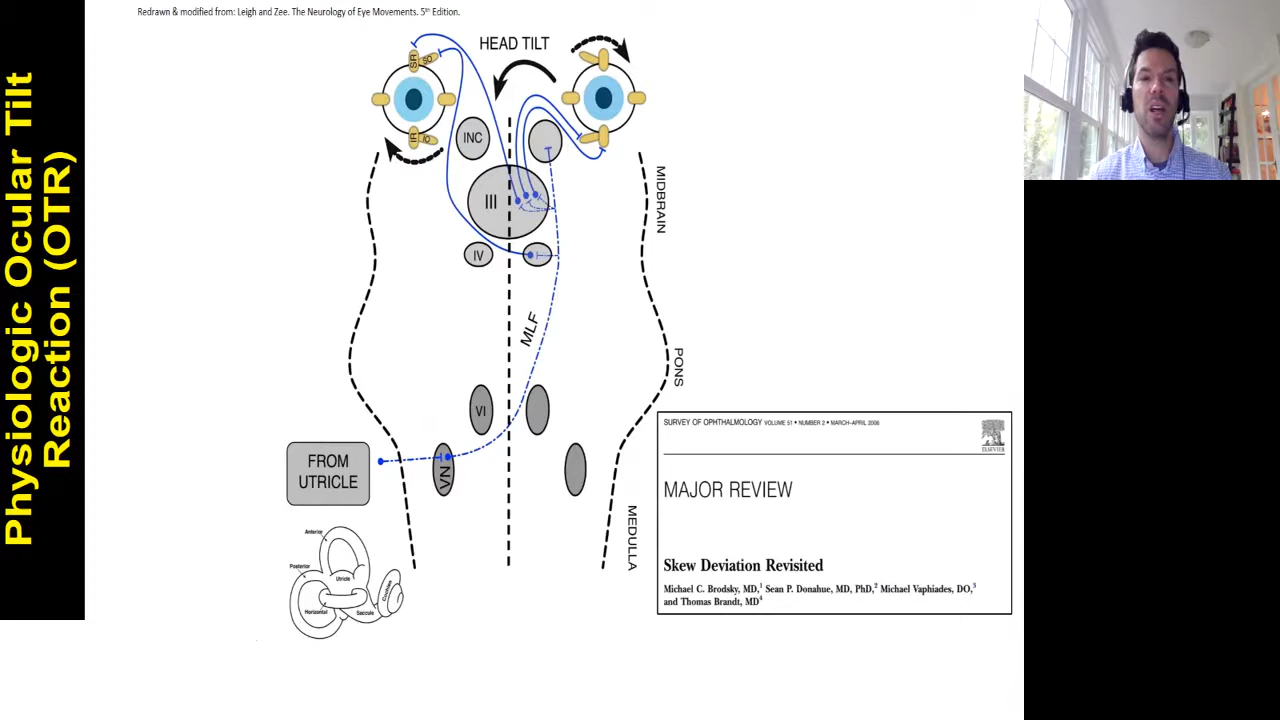 Redrawn & modified from: Leigh and Zee. The Neurology of Eye Movements. 5th Edition.
Physiologic Ocular Tilt
Reaction (OTR)
HEAD TILT
SR
SO
IR
IO
INC
III
IV
MLF
VI
VN
MIDBRAIN
PONS
MEDULLA
FROM
UTRICLE
Anterior
Posterior
Utricle
Horizontal
Saccule
Cochlea
SURVEY OF OPHTHALMOLOGY VOLUME 51 • NUMBER 2 • MARCH–APRIL 2006
ELSEVIER
MAJOR REVIEW
Skew Deviation Revisited
Michael C. Brodsky, MD,1 Sean P. Donahue, MD, PhD,2 Michael Vaphiades, DO,3
and Thomas Brandt, MD4